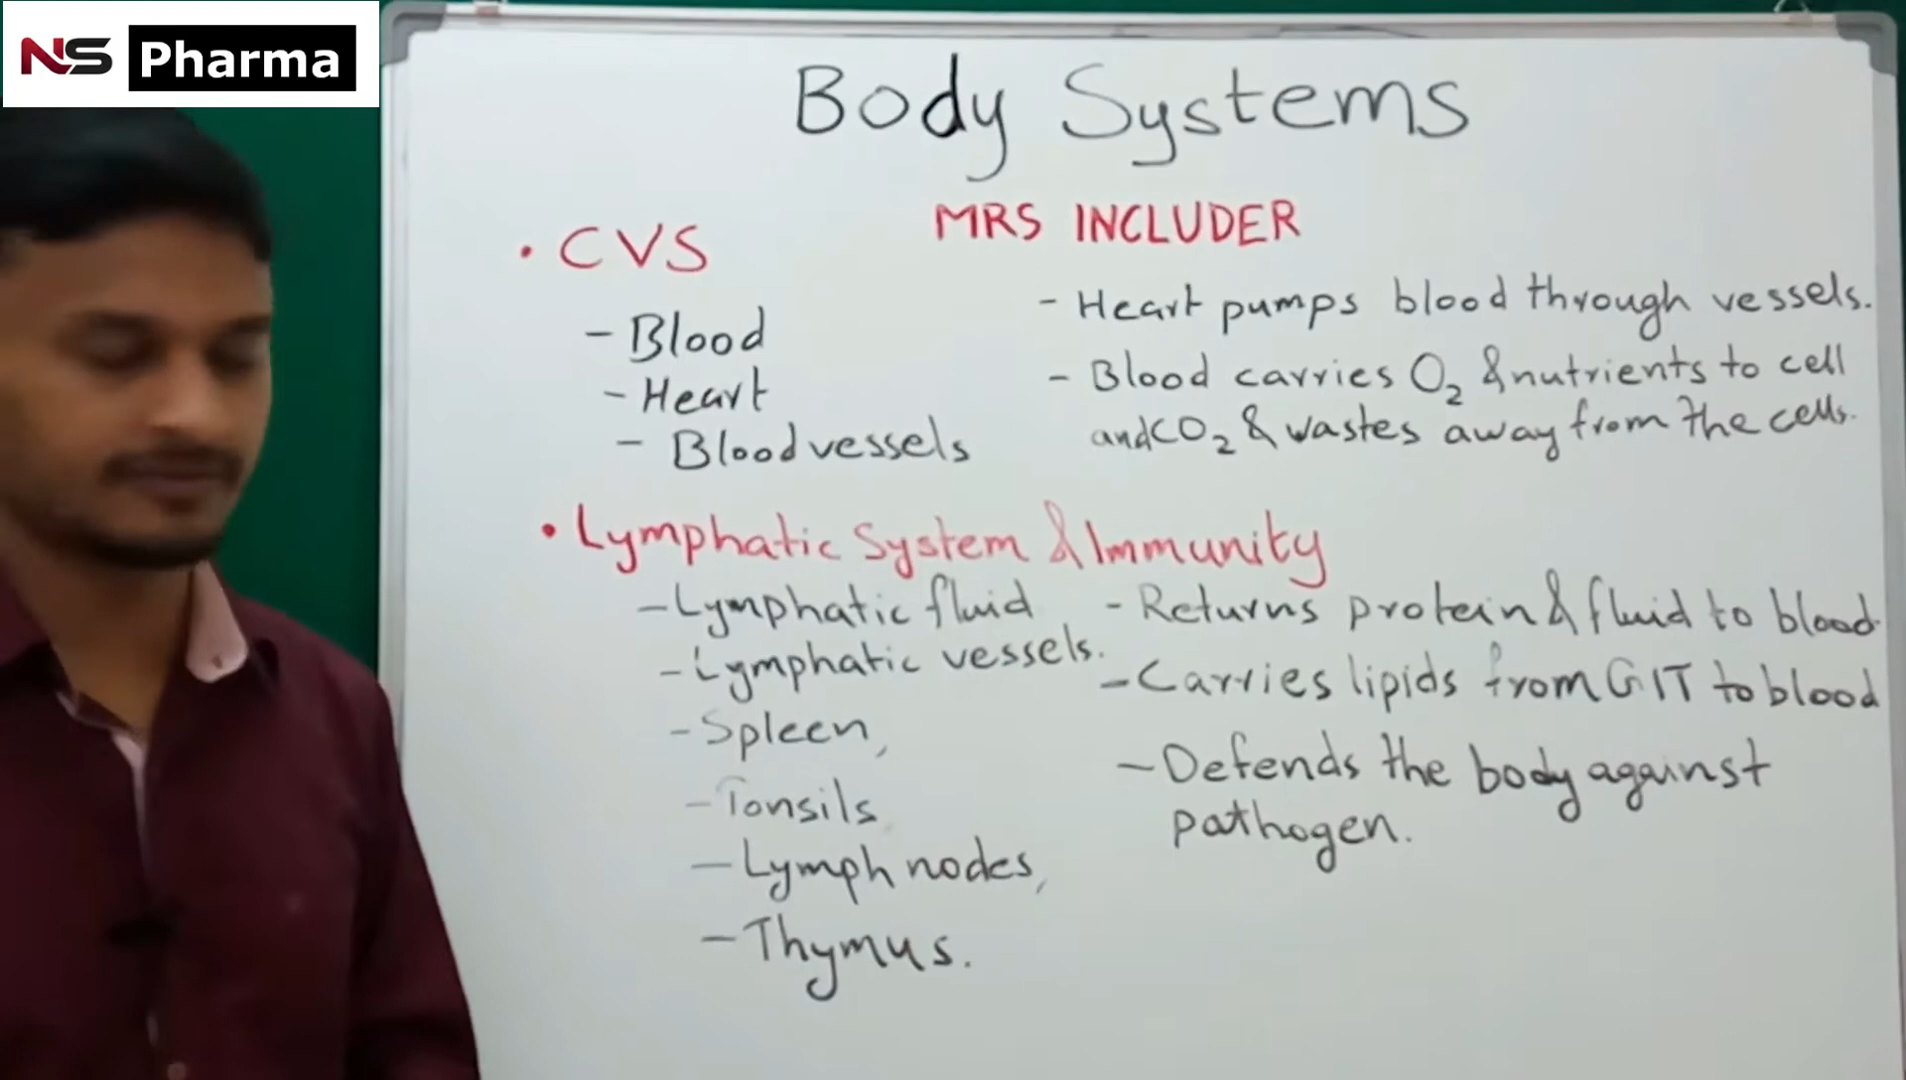 NS Pharma
Body Systems
MRS INCLUDER
• CVS
- Blood
- Heart
- Blood vessels
- Heart pumps blood through vessels.
- Blood carries O2 & nutrients to cell
and CO2 & wastes away from the cells.
• Lymphatic System & Immunity
- Lymphatic fluid
- Lymphatic vessels.
- Spleen,
- Tonsils
- Lymph nodes,
- Thymus.
- Returns protein & fluid to blood.
- Carries lipids from GIT to blood
- Defends the body against
pathogen.